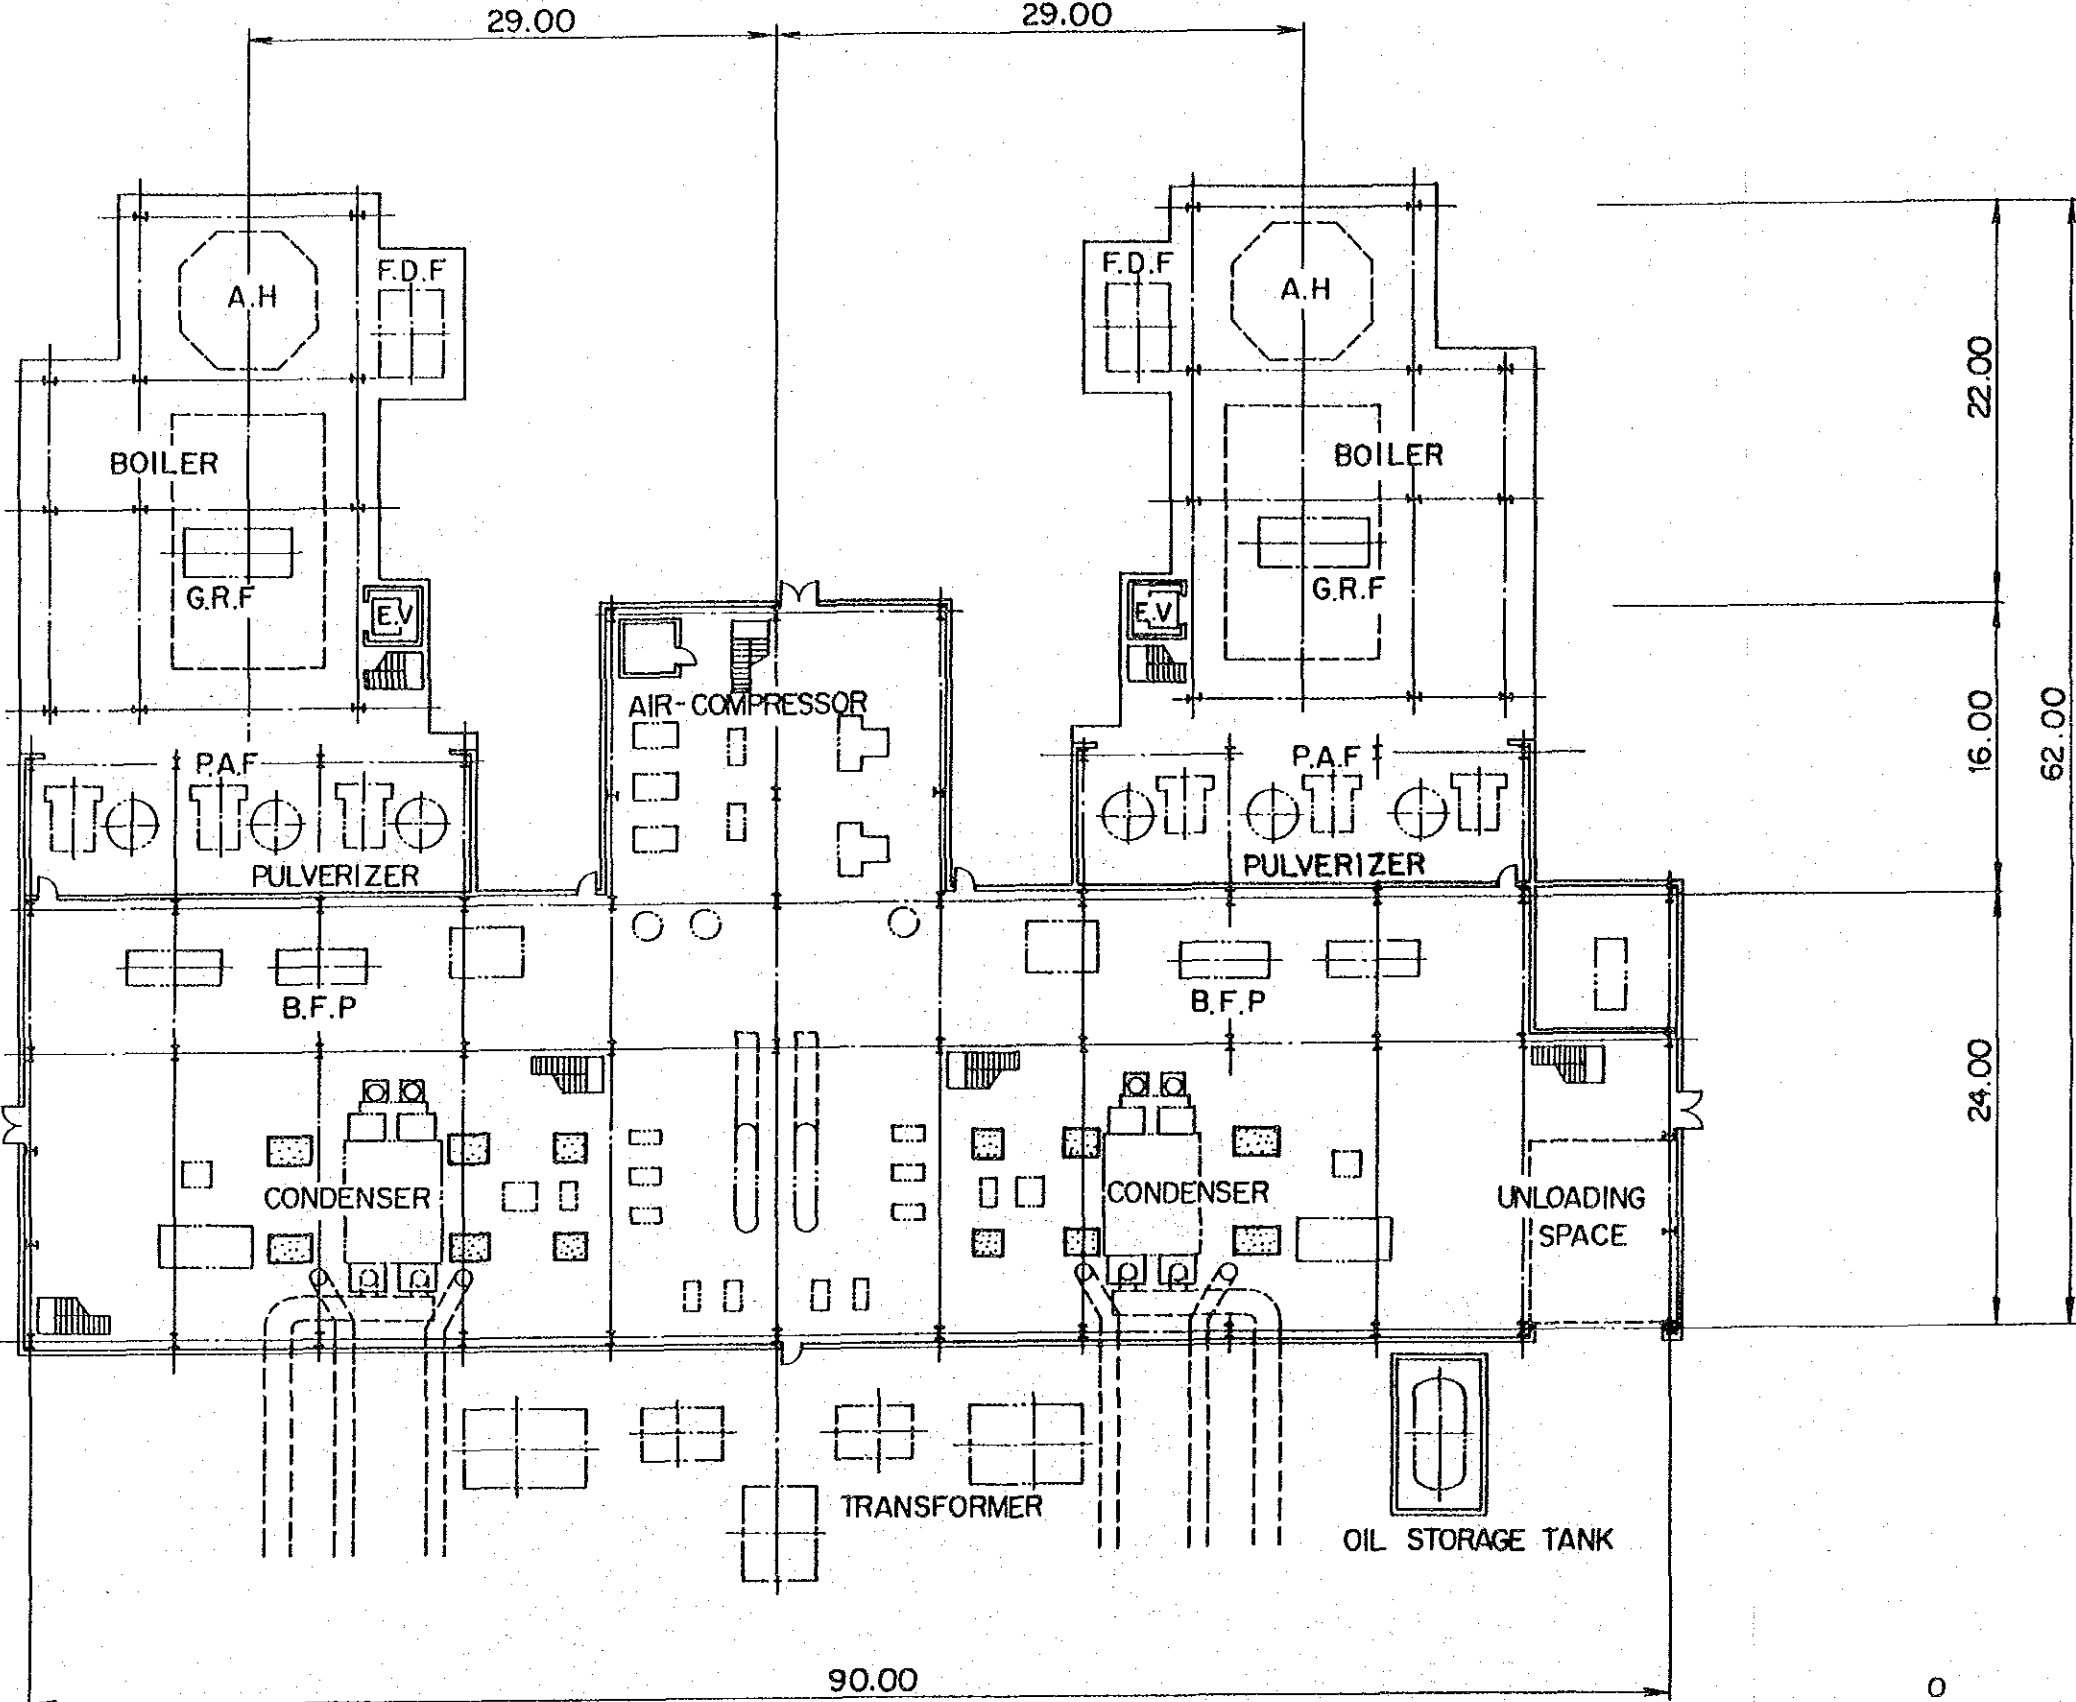 29.00
29.00
F.D.F
F.D.F
A.H
A.H
22.00
BOILER
BOILER
G.R.F
G.R.F
E.V
E.V
AIR-COMPRESSOR
16.00
62.00
P.A.F
P.A.F
PULVERIZER
PULVERIZER
B.F.P
B.F.P
24.00
CONDENSER
CONDENSER
UNLOADING
SPACE
TRANSFORMER
OIL STORAGE TANK
90.00
0